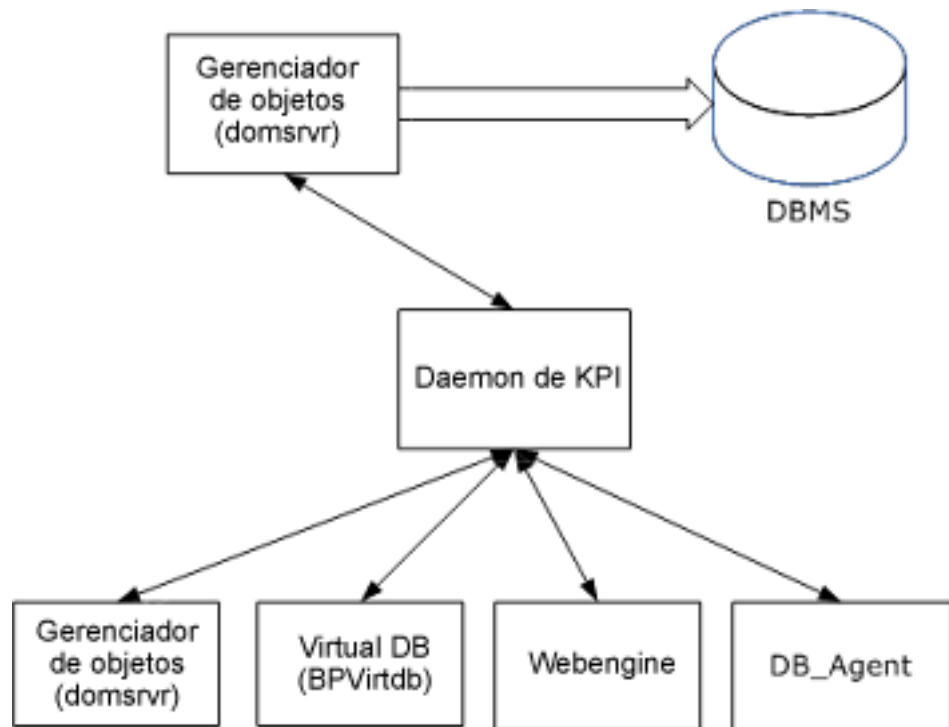 Gerenciador
de objetos
(domsrvr)
DBMS
Daemon de KPI
Gerenciador
de objetos
(domsrvr)
Virtual DB
(BPVirtdb)
Webengine
DB_Agent